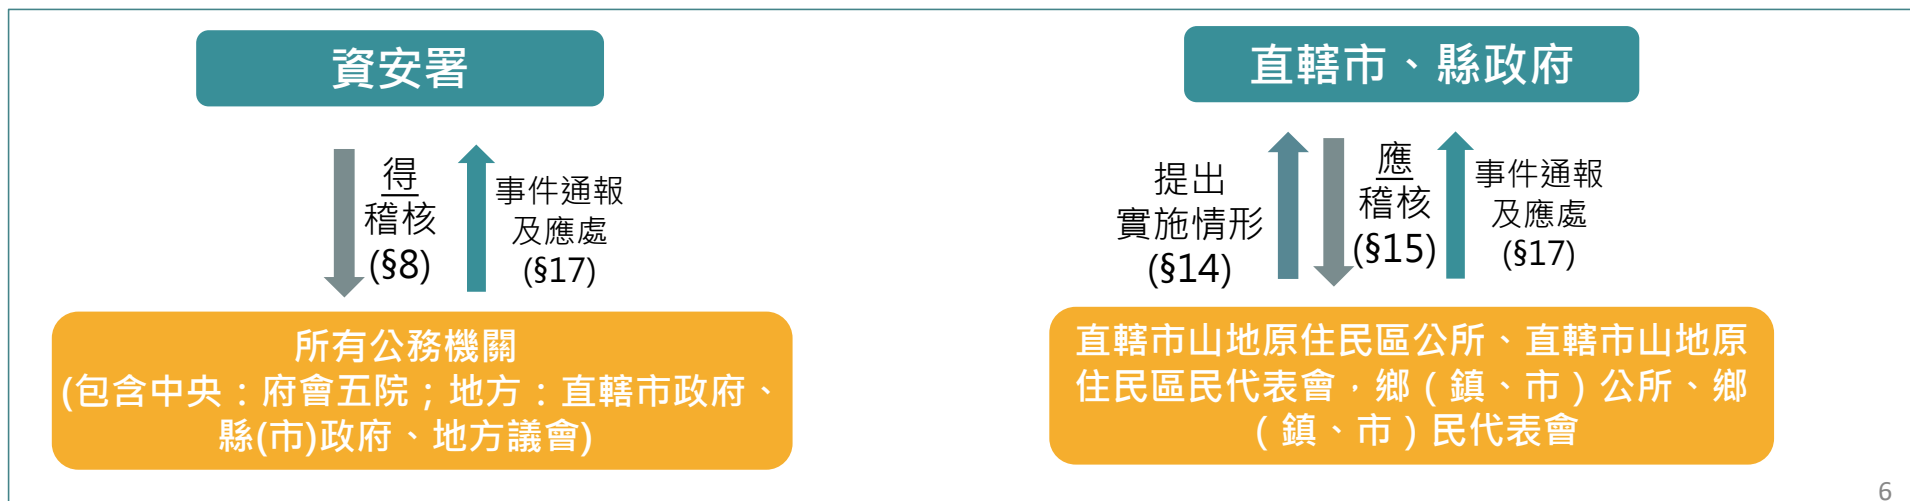 資安署
得
稽核
(§8)
事件通報
及應處
(§17)
所有公務機關
(包含中央：府會五院；地方：直轄市政府、
縣(市)政府、地方議會)
直轄市、縣政府
提出
實施情形
(§14)
應
稽核
(§15)
事件通報
及應處
(§17)
直轄市山地原住民區公所、直轄市山地原
住民區民代表會，鄉（鎮、市）公所、鄉
（鎮、市）民代表會
6